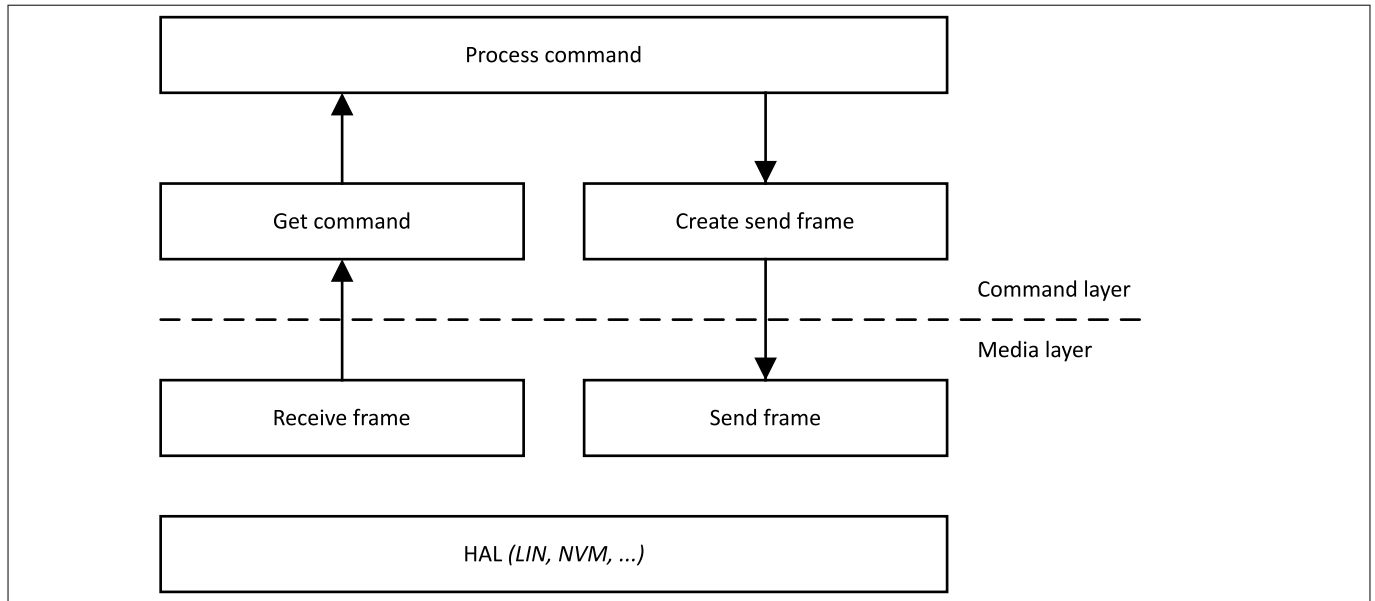 Process command
Get command
Create send frame
Command layer
Media layer
Receive frame
Send frame
HAL (LIN, NVM, ...)